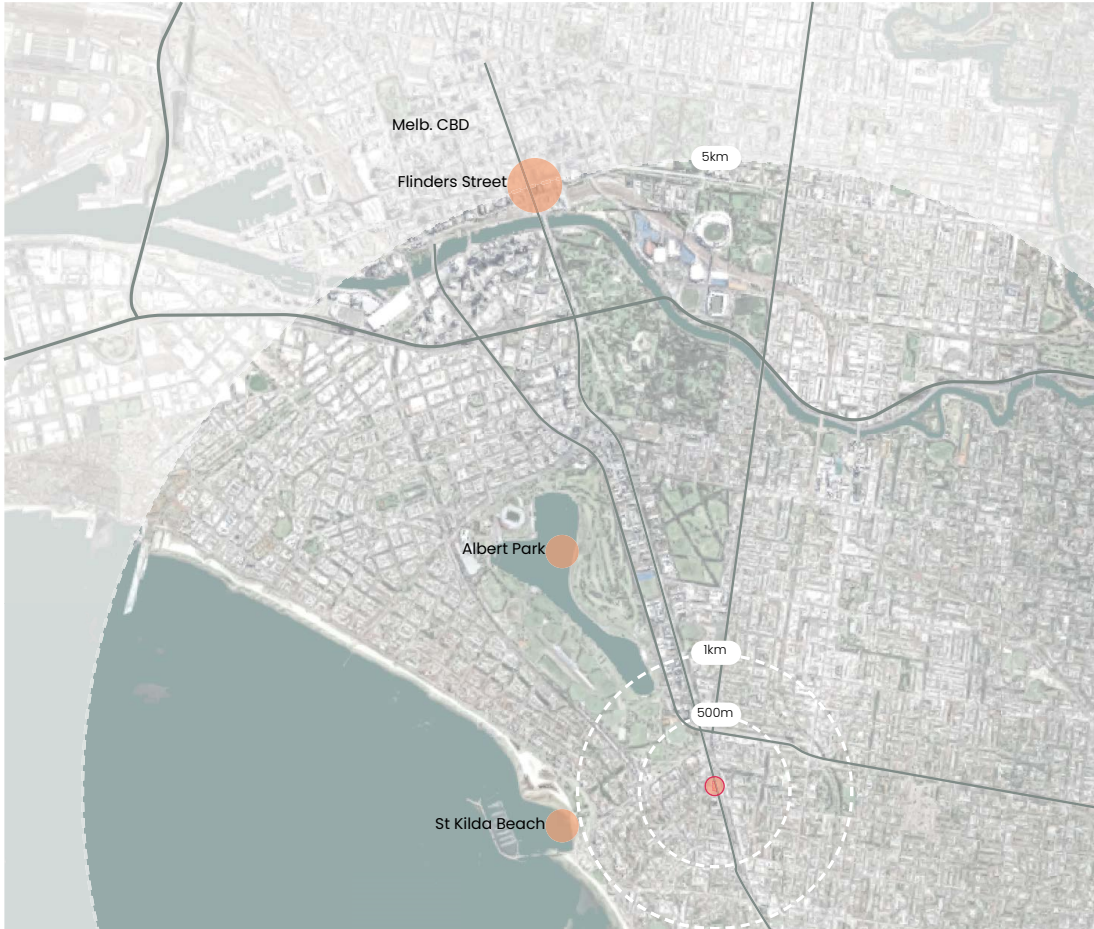 Melb. CBD
5km
Flinders Street
Albert Park
1km
500m
St Kilda Beach